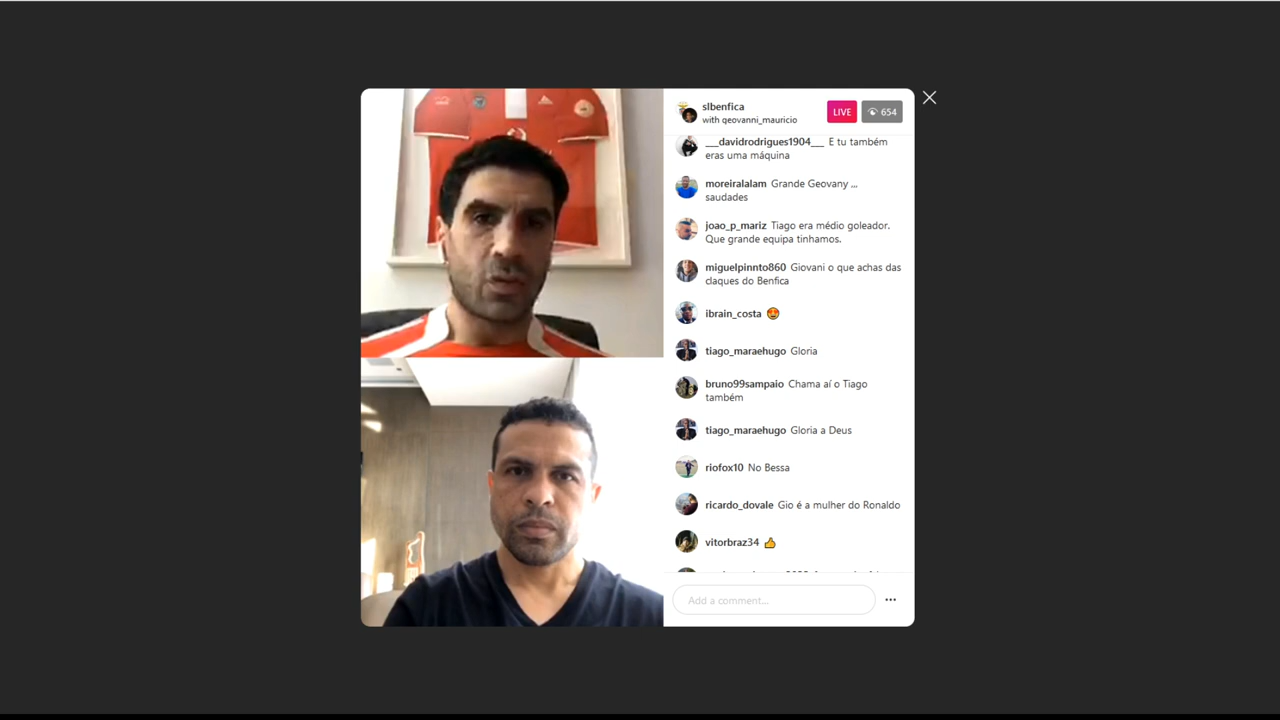 slbenfica
with geovanni_mauricio
LIVE
654
___davidrodrigues1904___ E tu também
eras uma máquina
moreiralalam Grande Geovany ,,,
saudades
joao_p_mariz Tiago era médio goleador.
Que grande equipa tinhamos.
miguelpinnto860 Giovani o que achas das
claques do Benfica
ibrain_costa 😍
tiago_maraehugo Gloria
bruno99sampaio Chama aí o Tiago
também
tiago_maraehugo Gloria a Deus
riofox10 No Bessa
ricardo_dovale Gio é a mulher do Ronaldo
vitorbraz34 👍
Add a comment...